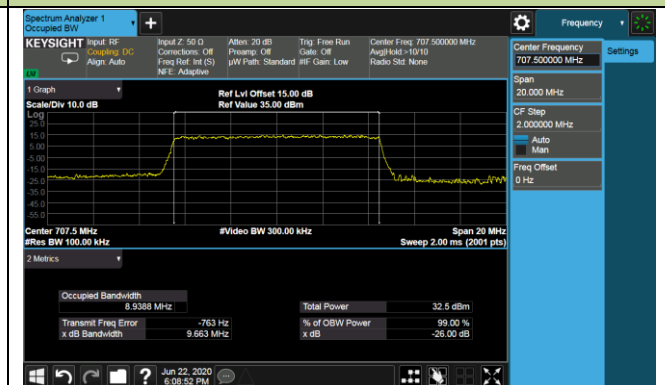 Spectrum Analyzer 1
Occupied BW
+
Frequency
KEYSIGHT
Input: RF
Coupling: DC
Align: Auto
Input Z: 50 Ω
Corrections: Off
Freq Ref: Int (S)
NFE: Adaptive
Atten: 20 dB
Preamp: Off
µW Path: Standard
Trig: Free Run
Gate: Off
#IF Gain: Low
Center Freq: 707.500000 MHz
Avg|Hold:>10/10
Radio Std: None
Center Frequency
707.500000 MHz
Settings
Span
20.000 MHz
CF Step
2.000000 MHz
Auto
Man
Freq Offset
0 Hz
1 Graph
Scale/Div 10.0 dB
Ref Lvl Offset 15.00 dB
Ref Value 35.00 dBm
Log
25.0
15.0
5.00
-5.00
-15.0
-25.0
-35.0
-45.0
-55.0
Center 707.5 MHz
#Video BW 300.00 kHz
Span 20 MHz
#Res BW 100.00 kHz
Sweep 2.00 ms (2001 pts)
2 Metrics
Occupied Bandwidth
8.9388 MHz
Total Power
32.5 dBm
Transmit Freq Error
-763 Hz
% of OBW Power
99.00 %
x dB Bandwidth
9.663 MHz
x dB
-26.00 dB
?
Jun 22, 2020
6:08:52 PM